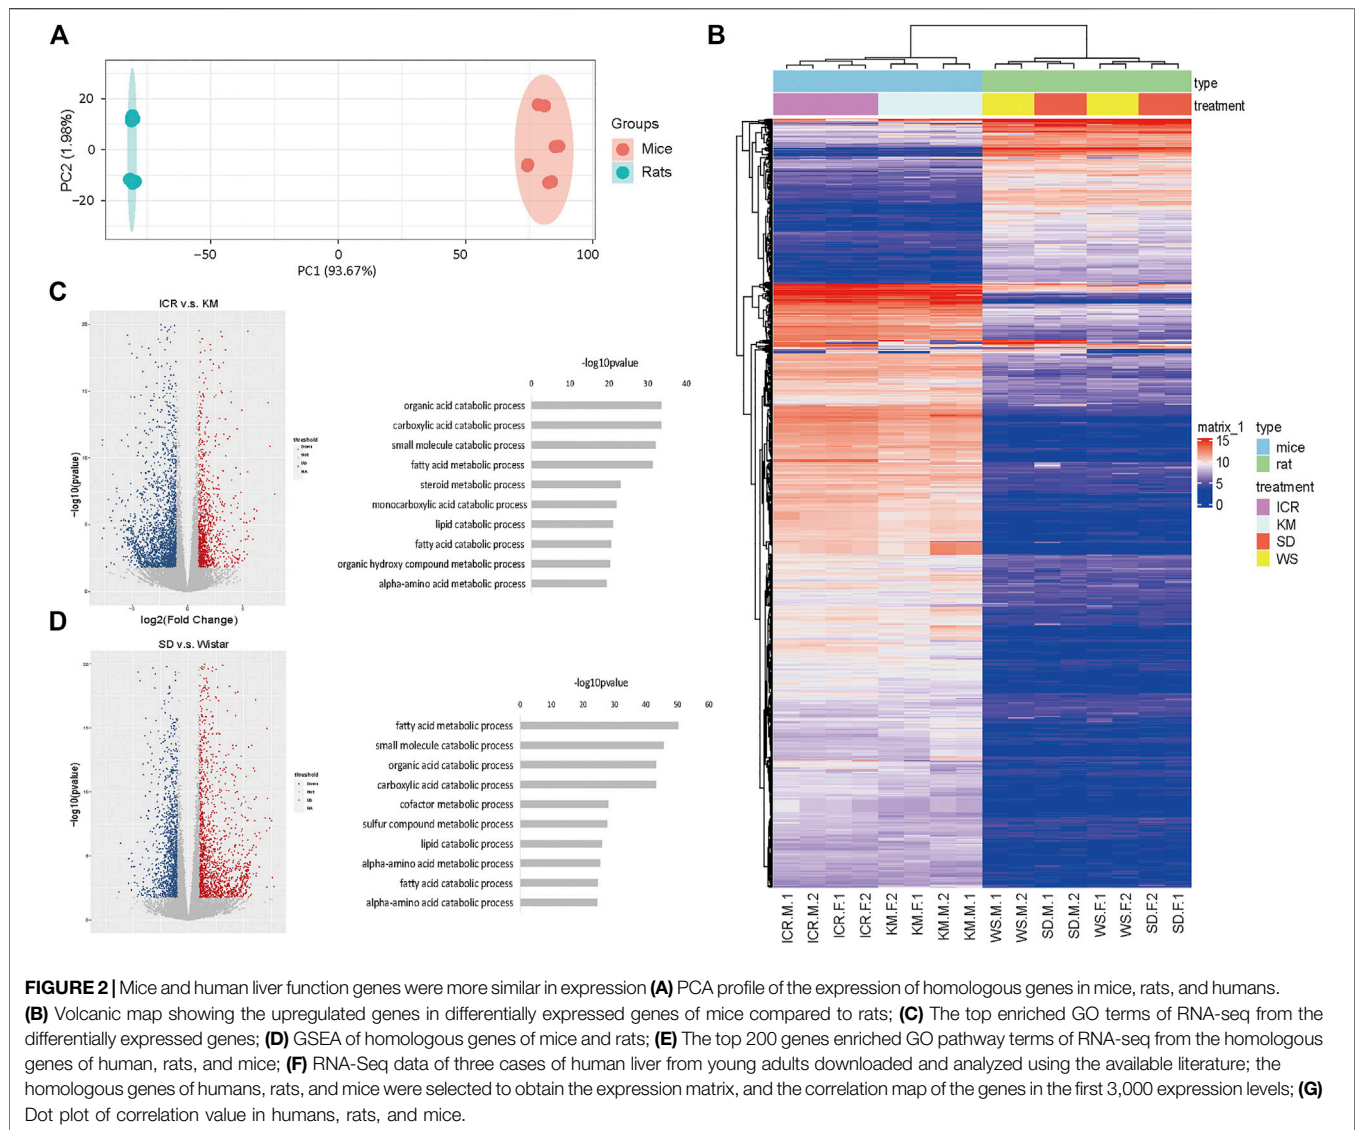 A
20
0
−20
PC2 (1.98%)
−50
0
50
100
PC1 (93.67%)
Groups
Mice
Rats
B
type
treatment
matrix_1
15
10
5
0
type
mice
rat
treatment
ICR
KM
SD
WS
ICR.M.1
ICR.M.2
ICR.F.1
ICR.F.2
KM.F.2
KM.F.1
KM.M.2
KM.M.1
WS.M.1
WS.M.2
SD.M.1
SD.M.2
WS.F.1
WS.F.2
SD.F.2
SD.F.1
C
ICR v.s. KM
−log10(pvalue)
log2(Fold Change)
threshold
Down
Not
Up
NA
-log10pvalue
0 10 20 30 40
organic acid catabolic process
carboxylic acid catabolic process
small molecule catabolic process
fatty acid metabolic process
steroid metabolic process
monocarboxylic acid catabolic process
lipid catabolic process
fatty acid catabolic process
organic hydroxy compound metabolic process
alpha-amino acid metabolic process
D
SD v.s. Wistar
−log10(pvalue)
threshold
Down
Not
Up
NA
-log10pvalue
0 10 20 30 40 50 60
fatty acid metabolic process
small molecule catabolic process
organic acid catabolic process
carboxylic acid catabolic process
cofactor metabolic process
sulfur compound metabolic process
lipid catabolic process
alpha-amino acid metabolic process
fatty acid catabolic process
alpha-amino acid catabolic process
FIGURE 2 | Mice and human liver function genes were more similar in expression (A) PCA profile of the expression of homologous genes in mice, rats, and humans.
(B) Volcanic map showing the upregulated genes in differentially expressed genes of mice compared to rats; (C) The top enriched GO terms of RNA-seq from the
differentially expressed genes; (D) GSEA of homologous genes of mice and rats; (E) The top 200 genes enriched GO pathway terms of RNA-seq from the homologous
genes of human, rats, and mice; (F) RNA-Seq data of three cases of human liver from young adults downloaded and analyzed using the available literature; the
homologous genes of humans, rats, and mice were selected to obtain the expression matrix, and the correlation map of the genes in the first 3,000 expression levels; (G)
Dot plot of correlation value in humans, rats, and mice.